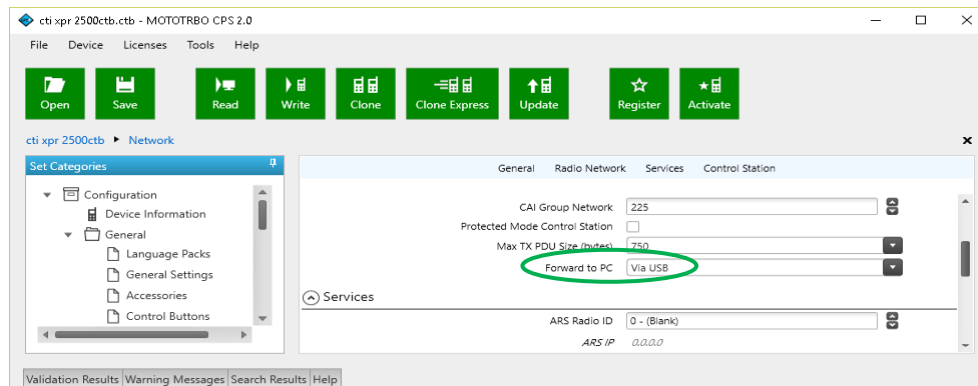 cti xpr 2500ctb.ctb - MOTOTRBO CPS 2.0
File Device Licenses Tools Help
Open Save Read Write Clone Clone Express Update Register Activate
cti xpr 2500ctb Network
Set Categories
Configuration
Device Information
General
Language Packs
General Settings
Accessories
Control Buttons
General Radio Network Services Control Station
CAI Group Network 225
Protected Mode Control Station
Max TX PDU Size (bytes) 750
Forward to PC Via USB
Services
ARS Radio ID 0 - (Blank)
ARS IP 0.0.0.0
Validation Results Warning Messages Search Results Help